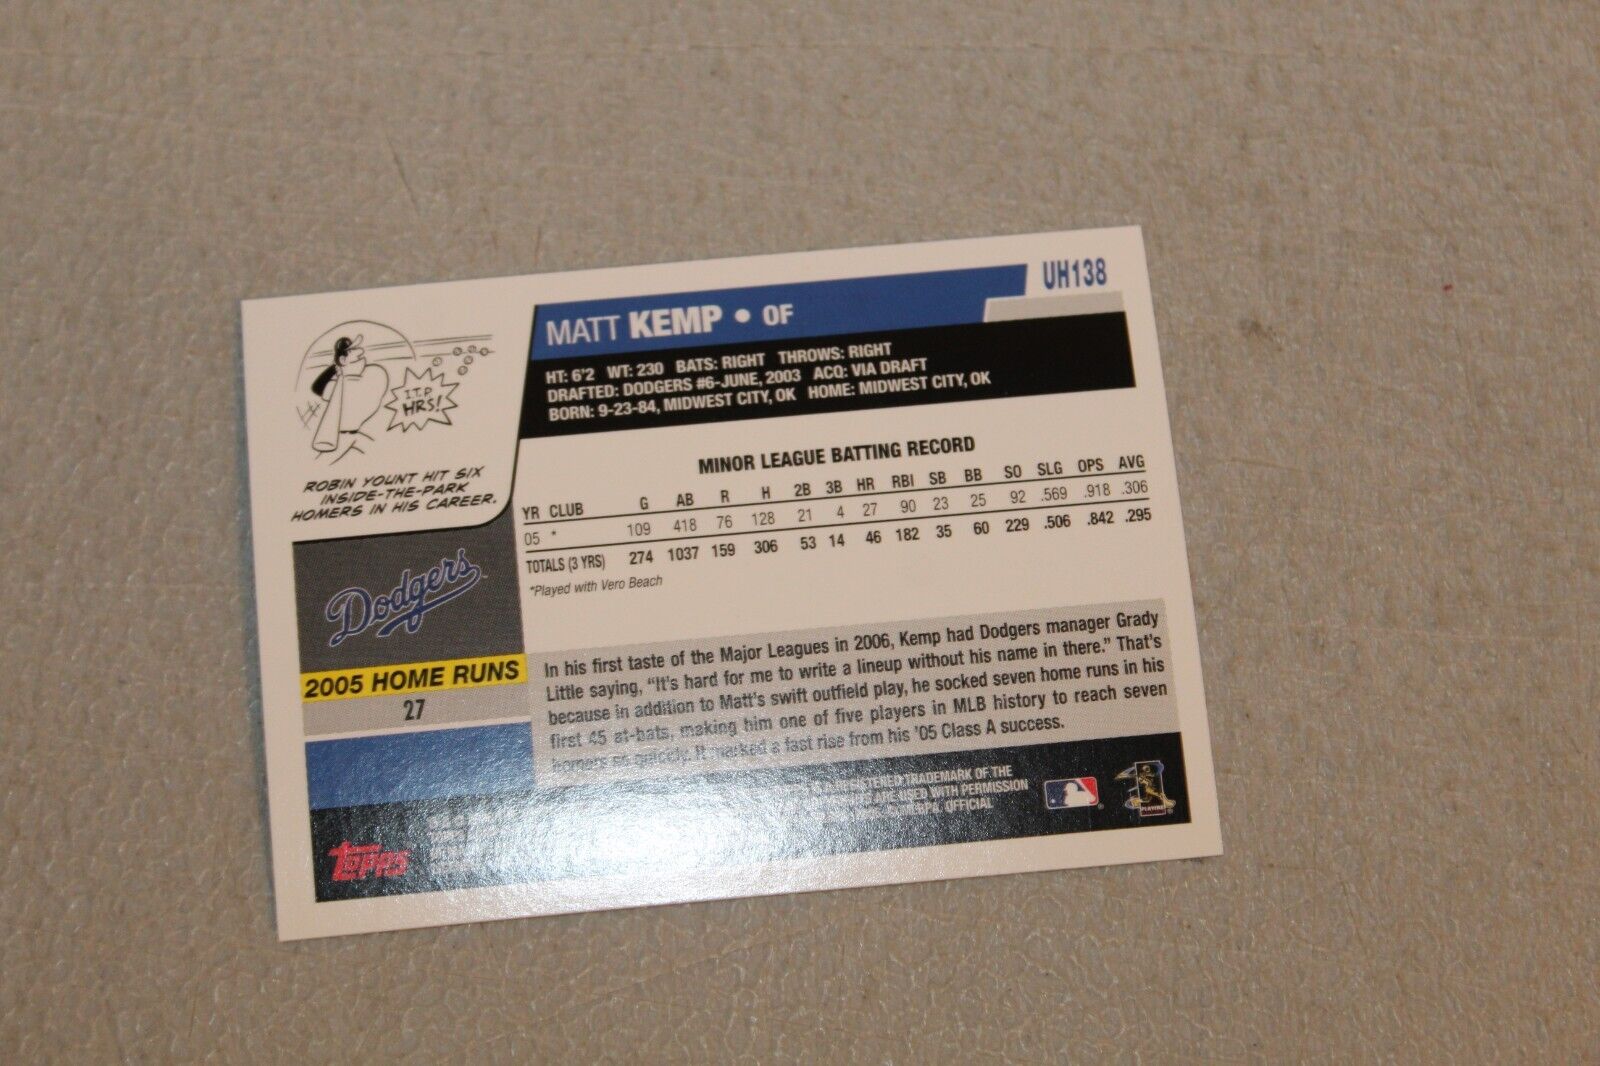 UH138
MATT KEMP • OF
HT: 6'2 WT: 230 BATS: RIGHT THROWS: RIGHT
DRAFTED: DODGERS #6-JUNE, 2003 ACQ: VIA DRAFT
BORN: 9-23-84, MIDWEST CITY, OK HOME: MIDWEST CITY, OK
I.T.P.
HRS!
ROBIN YOUNT HIT SIX
INSIDE-THE-PARK
HOMERS IN HIS CAREER.
MINOR LEAGUE BATTING RECORD
YR CLUB G AB R H 2B 3B HR RBI SB BB SO SLG OPS AVG
05 * 109 418 76 128 21 4 27 90 23 25 92 .569 .918 .306
TOTALS (3 YRS) 274 1037 159 306 53 14 46 182 35 60 229 .506 .842 .295
*Played with Vero Beach
Dodgers
2005 HOME RUNS
27
In his first taste of the Major Leagues in 2006, Kemp had Dodgers manager Grady
Little saying, "It's hard for me to write a lineup without his name in there." That's
because in addition to Matt's swift outfield play, he socked seven home runs in his
first 45 at-bats, making him one of five players in MLB history to reach seven
homers so quickly. It marked a fast rise from his '05 Class A success.
TRADEMARK OF THE
ARE USED WITH PERMISSION
OFFICIAL
Topps
PLAYERS